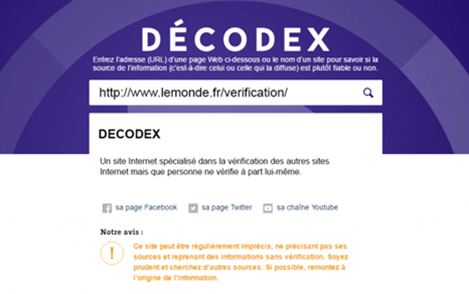 DÉCODEX
Entrez l'adresse (URL) d'une page Web ci-dessous ou le nom d'un site pour savoir si la
source de l'information (c'est-à-dire celui ou celle qui la diffuse) est plutôt fiable ou non.
http://www.lemonde.fr/verification/
DECODEX
Un site Internet spécialisé dans la vérification des autres sites
Internet mais que personne ne vérifie à part lui-même.
sa page Facebook sa page Twitter sa chaîne Youtube
Notre avis :
! Ce site peut être régulièrement imprécis, ne précisant pas ses
sources et reprenant des informations sans vérification. Soyez
prudent et cherchez d'autres sources. Si possible, remontez à
l'origine de l'information.